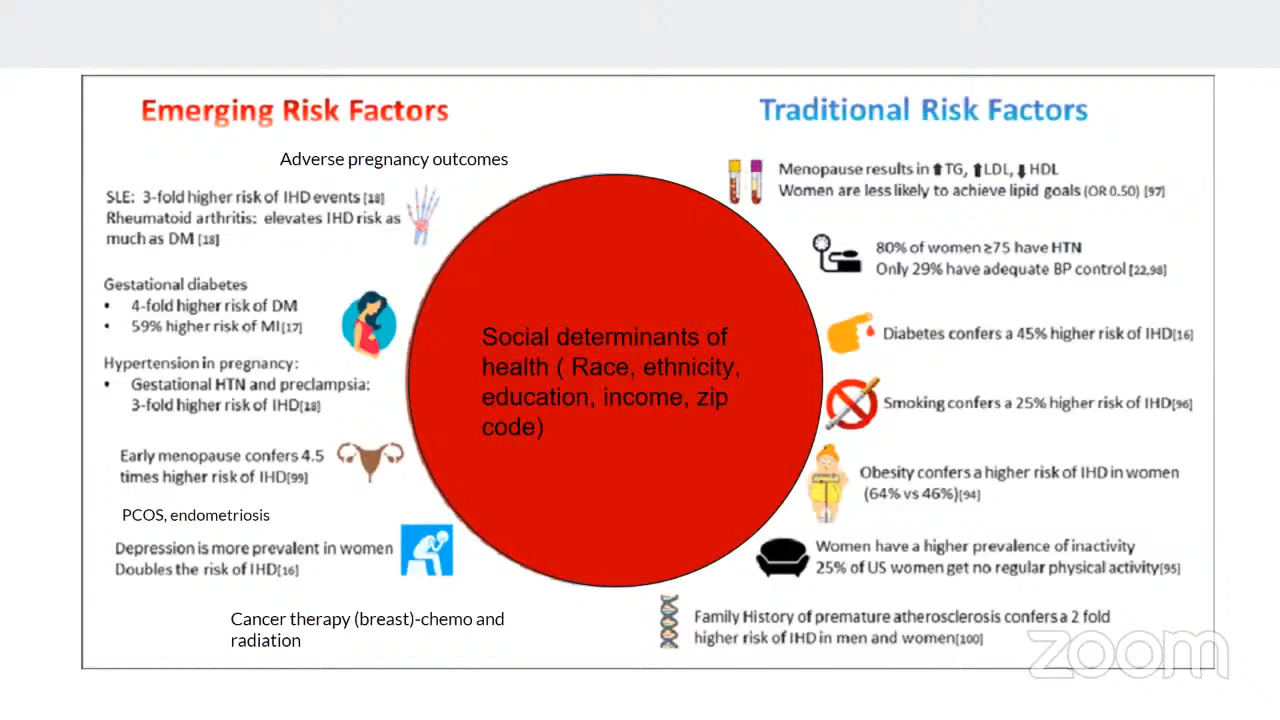 Emerging Risk Factors
Adverse pregnancy outcomes
SLE: 3-fold higher risk of IHD events [18]
Rheumatoid arthritis: elevates IHD risk as
much as DM [18]
Gestational diabetes
• 4-fold higher risk of DM
• 59% higher risk of MI[17]
Hypertension in pregnancy:
• Gestational HTN and preclampsia:
3-fold higher risk of IHD[18]
Early menopause confers 4.5
times higher risk of IHD[99]
PCOS, endometriosis
Depression is more prevalent in women
Doubles the risk of IHD[16]
Cancer therapy (breast)-chemo and
radiation
Social determinants of
health ( Race, ethnicity,
education, income, zip
code)
Traditional Risk Factors
Menopause results in ⬆TG, ⬆LDL, ⬇HDL
Women are less likely to achieve lipid goals (OR 0.50) [97]
80% of women ≥75 have HTN
Only 29% have adequate BP control [22,98]
Diabetes confers a 45% higher risk of IHD[16]
Smoking confers a 25% higher risk of IHD[96]
Obesity confers a higher risk of IHD in women
(64% vs 46%)[94]
Women have a higher prevalence of inactivity
25% of US women get no regular physical activity[95]
Family History of premature atherosclerosis confers a 2 fold
higher risk of IHD in men and women[100]
zoom